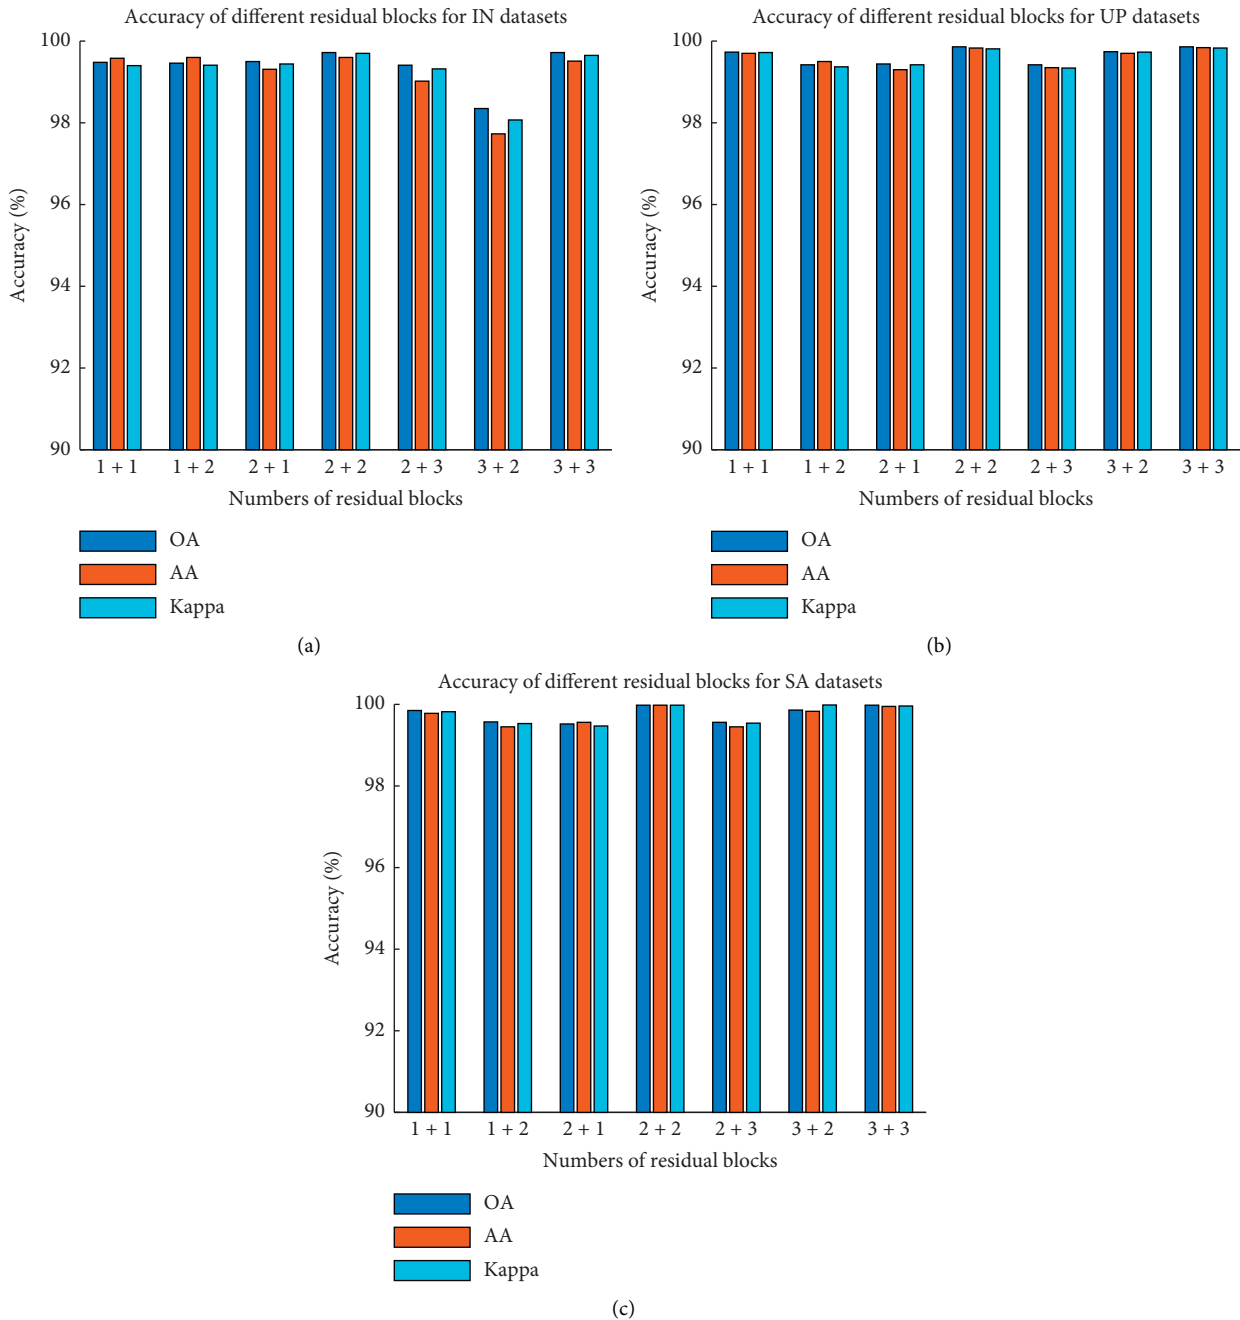 Accuracy of different residual blocks for IN datasets
100
98
96
94
92
90
Accuracy (%)
1 + 1 1 + 2 2 + 1 2 + 2 2 + 3 3 + 2 3 + 3
Numbers of residual blocks
OA
AA
Kappa
(a)
Accuracy of different residual blocks for UP datasets
100
98
96
94
92
90
Accuracy (%)
1 + 1 1 + 2 2 + 1 2 + 2 2 + 3 3 + 2 3 + 3
Numbers of residual blocks
OA
AA
Kappa
(b)
Accuracy of different residual blocks for SA datasets
100
98
96
94
92
90
Accuracy (%)
1 + 1 1 + 2 2 + 1 2 + 2 2 + 3 3 + 2 3 + 3
Numbers of residual blocks
OA
AA
Kappa
(c)